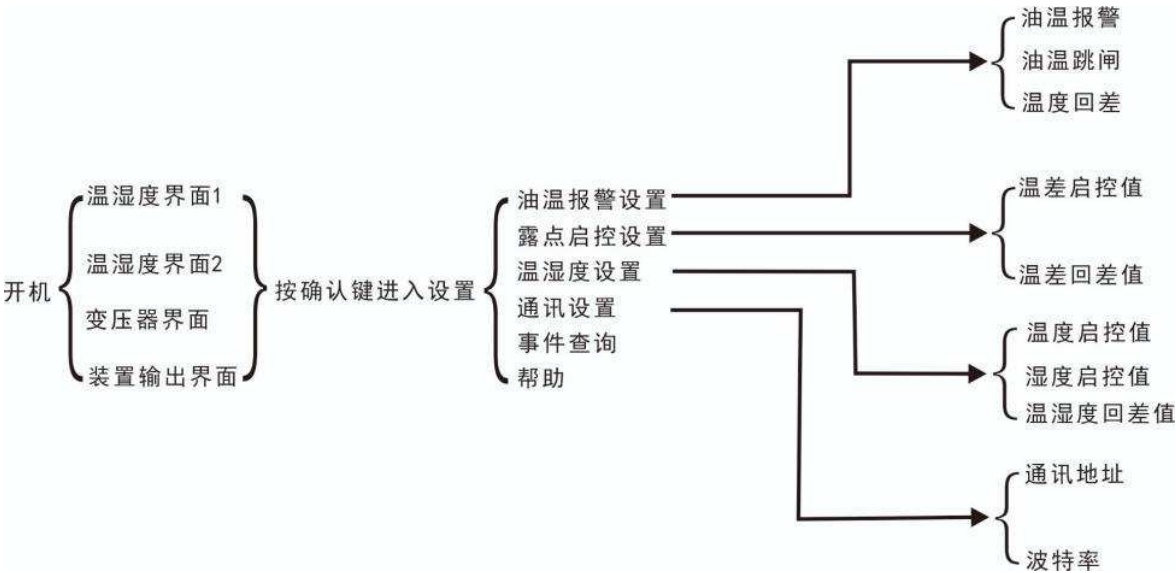 开机
温湿度界面1
温湿度界面2
变压器界面
装置输出界面
按确认键进入设置
油温报警设置
露点启控设置
温湿度设置
通讯设置
事件查询
帮助
油温报警
油温跳闸
温度回差
温差启控值
温差回差值
温度启控值
湿度启控值
温湿度回差值
通讯地址
波特率